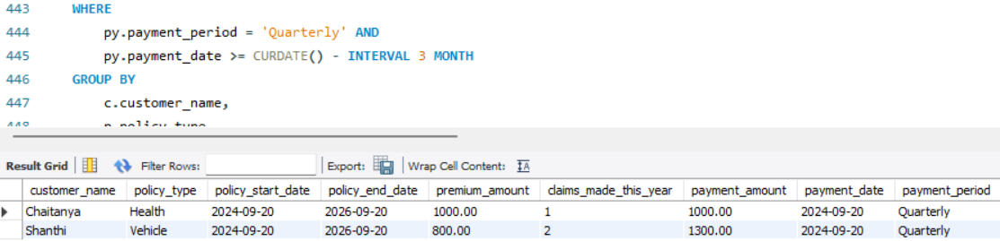 443 WHERE
444 py.payment_period = 'Quarterly' AND
445 py.payment_date >= CURDATE() - INTERVAL 3 MONTH
446 GROUP BY
447 c.customer_name,
448 p.policy_type
Result Grid Filter Rows: Export: Wrap Cell Content: IA
customer_name policy_type policy_start_date policy_end_date premium_amount claims_made_this_year payment_amount payment_date payment_period
Chaitanya Health 2024-09-20 2026-09-20 1000.00 1 1000.00 2024-09-20 Quarterly
Shanthi Vehicle 2024-09-20 2026-09-20 800.00 2 1300.00 2024-09-20 Quarterly